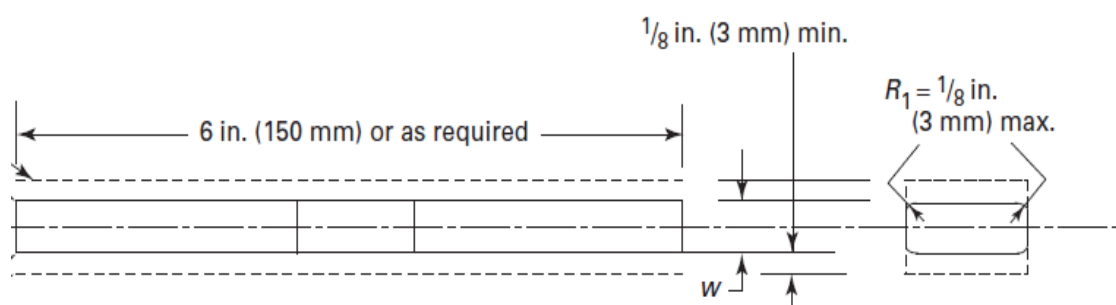 1/8 in. (3 mm) min.
R1 = 1/8 in.
(3 mm) max.
6 in. (150 mm) or as required
w